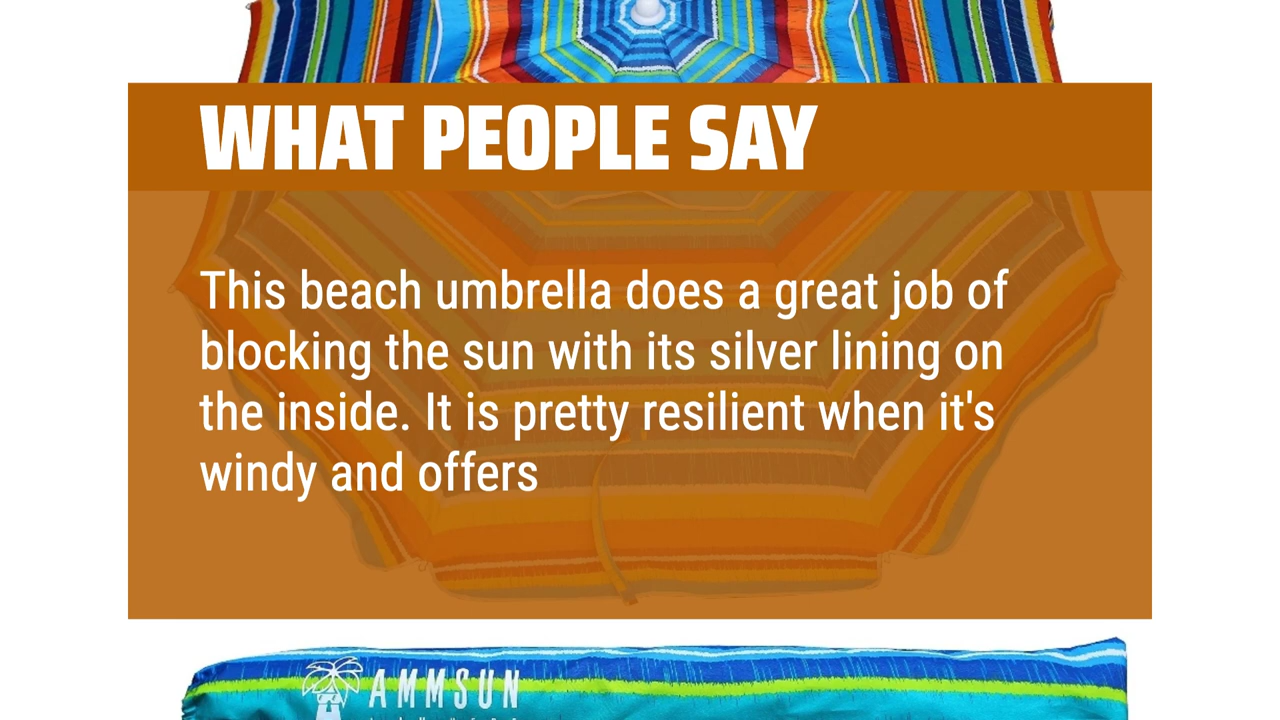 WHAT PEOPLE SAY
This beach umbrella does a great job of
blocking the sun with its silver lining on
the inside. It is pretty resilient when it's
windy and offers
AMMSUN